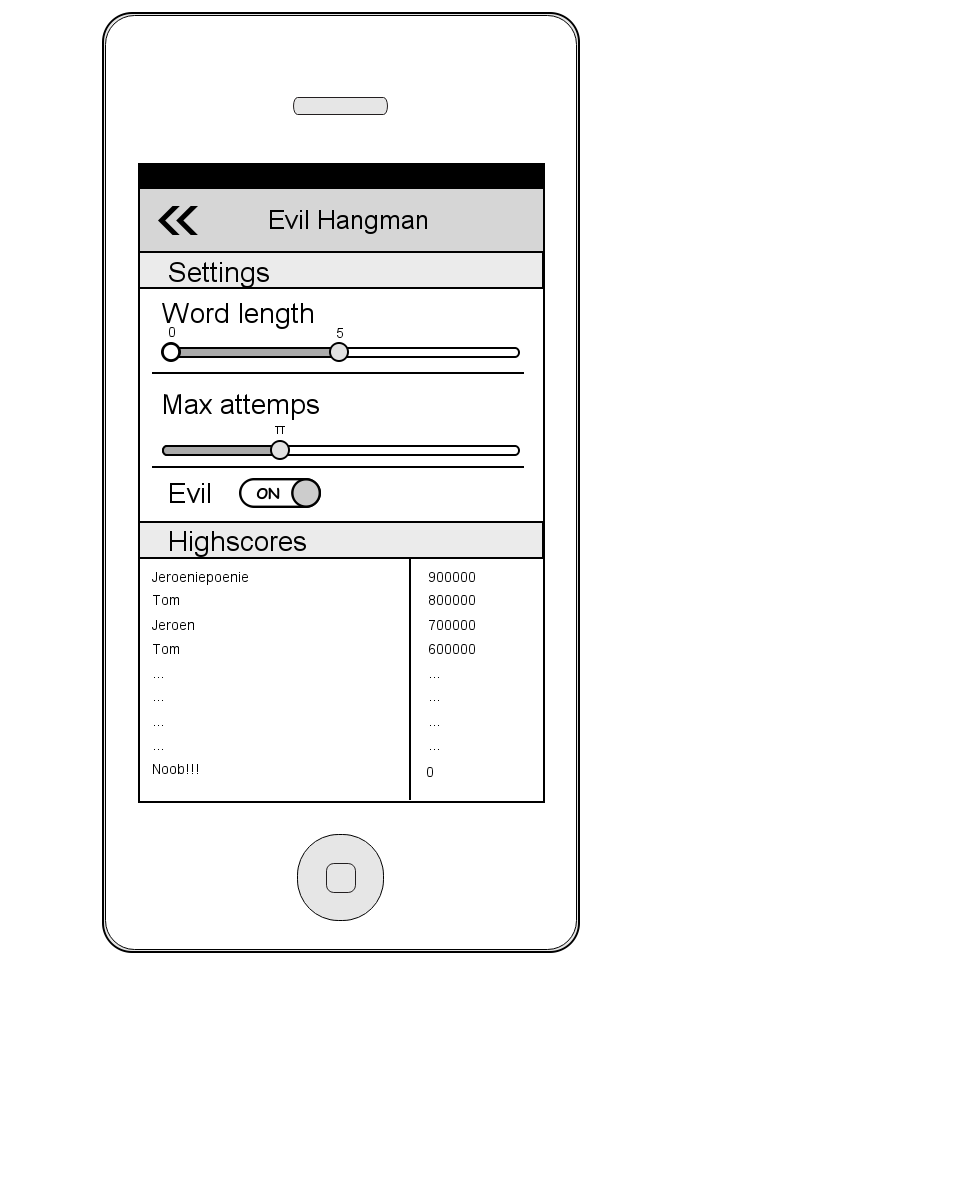 Evil Hangman
Settings
Word length
0 5
Max attemps
π
Evil ON
Highscores
Jeroeniepoenie 900000
Tom 800000
Jeroen 700000
Tom 600000
... ...
... ...
... ...
... ...
Noob!!! 0